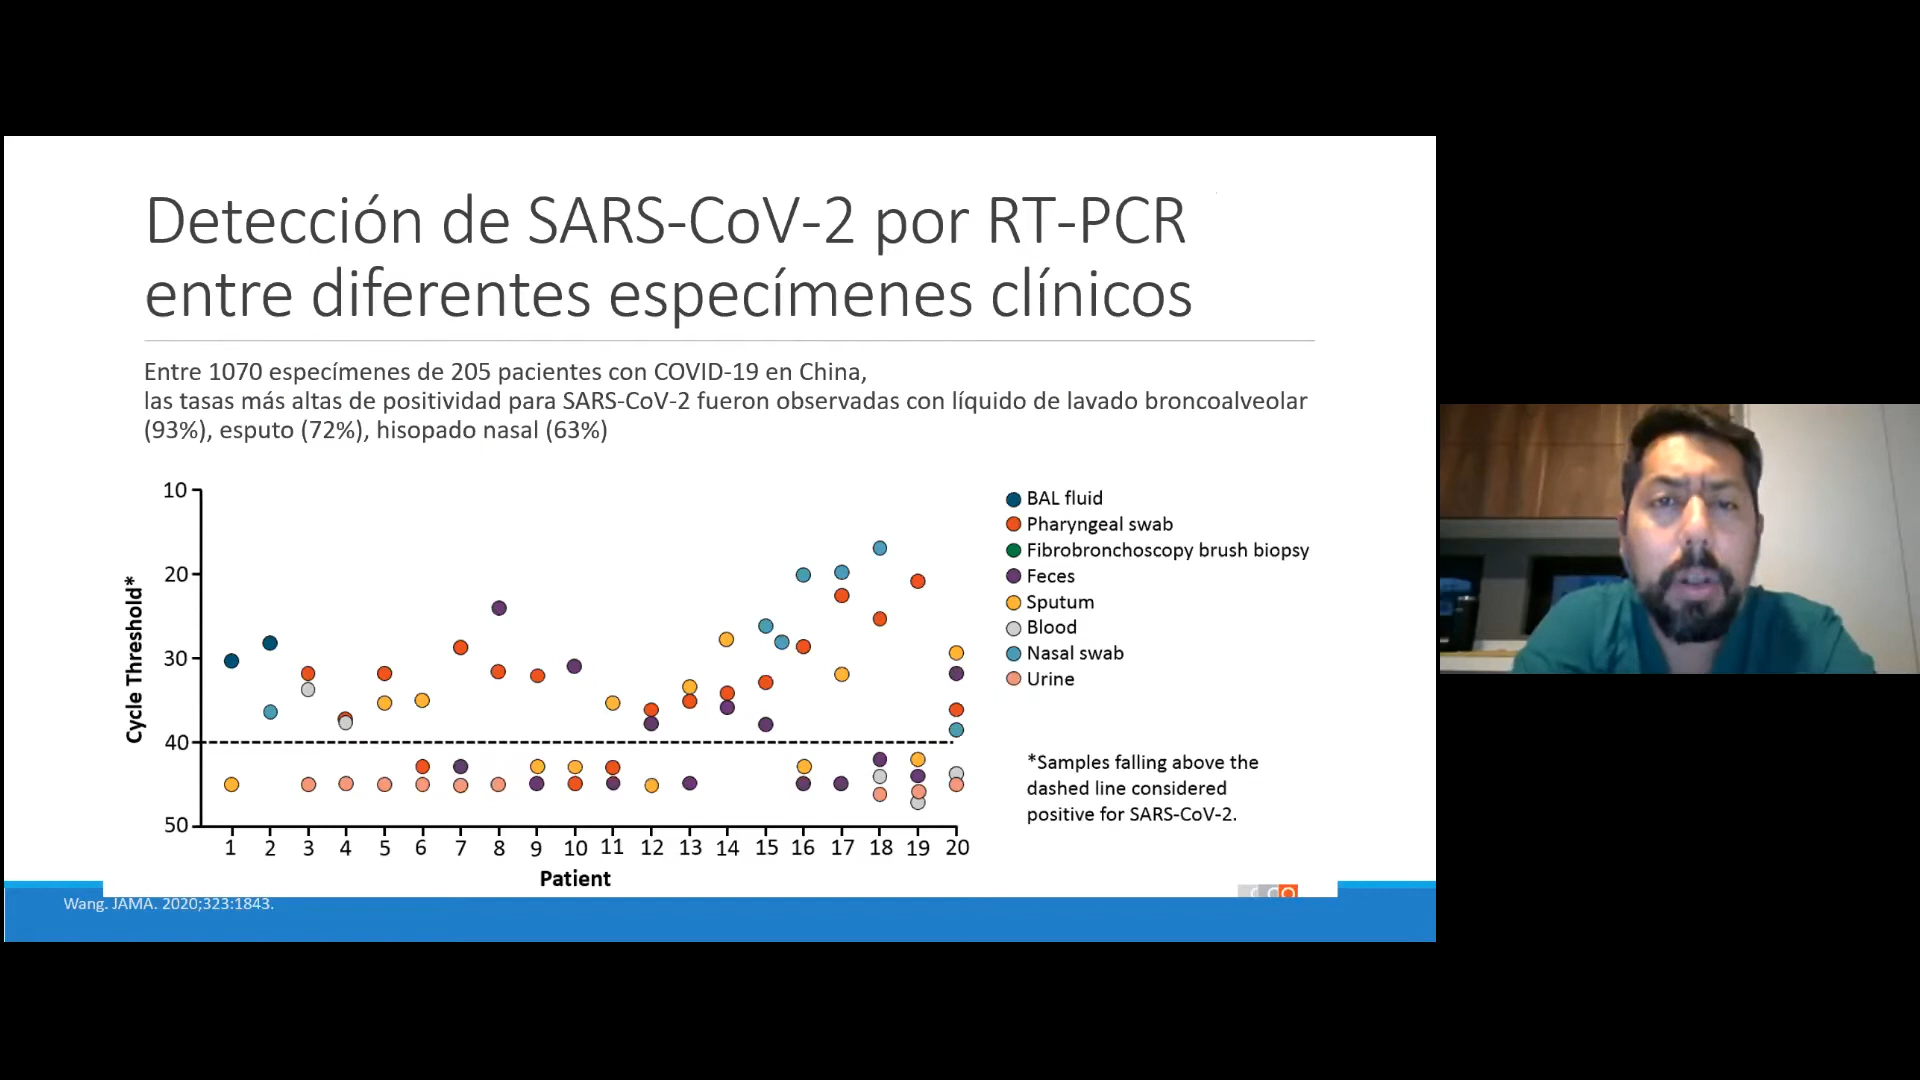 Detección de SARS-CoV-2 por RT-PCR
entre diferentes especímenes clínicos
Entre 1070 especímenes de 205 pacientes con COVID-19 en China,
las tasas más altas de positividad para SARS-CoV-2 fueron observadas con líquido de lavado broncoalveolar
(93%), esputo (72%), hisopado nasal (63%)
Cycle Threshold*
10
20
30
40
50
1 2 3 4 5 6 7 8 9 10 11 12 13 14 15 16 17 18 19 20
Patient
BAL fluid
Pharyngeal swab
Fibrobronchoscopy brush biopsy
Feces
Sputum
Blood
Nasal swab
Urine
*Samples falling above the
dashed line considered
positive for SARS-CoV-2.
Wang. JAMA. 2020;323:1843.